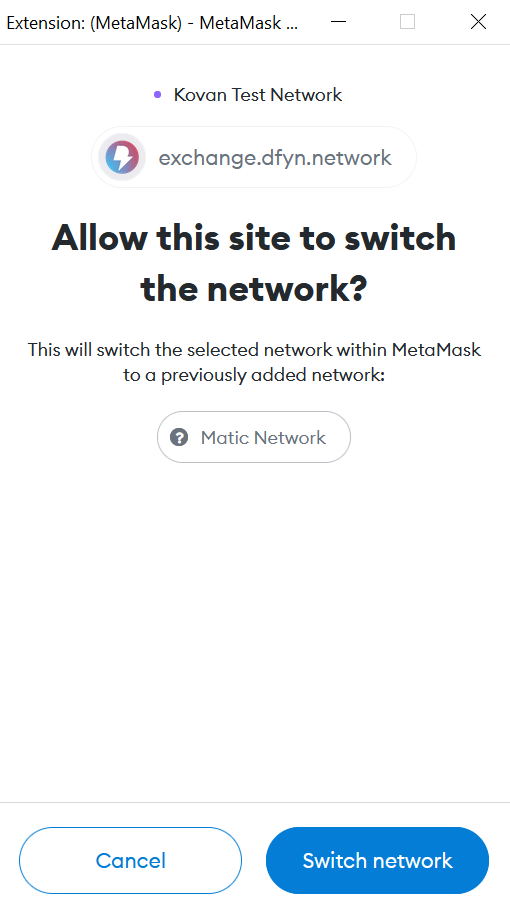 Extension: (MetaMask) - MetaMask ...
Kovan Test Network
exchange.dfyn.network
Allow this site to switch
the network?
This will switch the selected network within MetaMask
to a previously added network:
? Matic Network
Cancel
Switch network